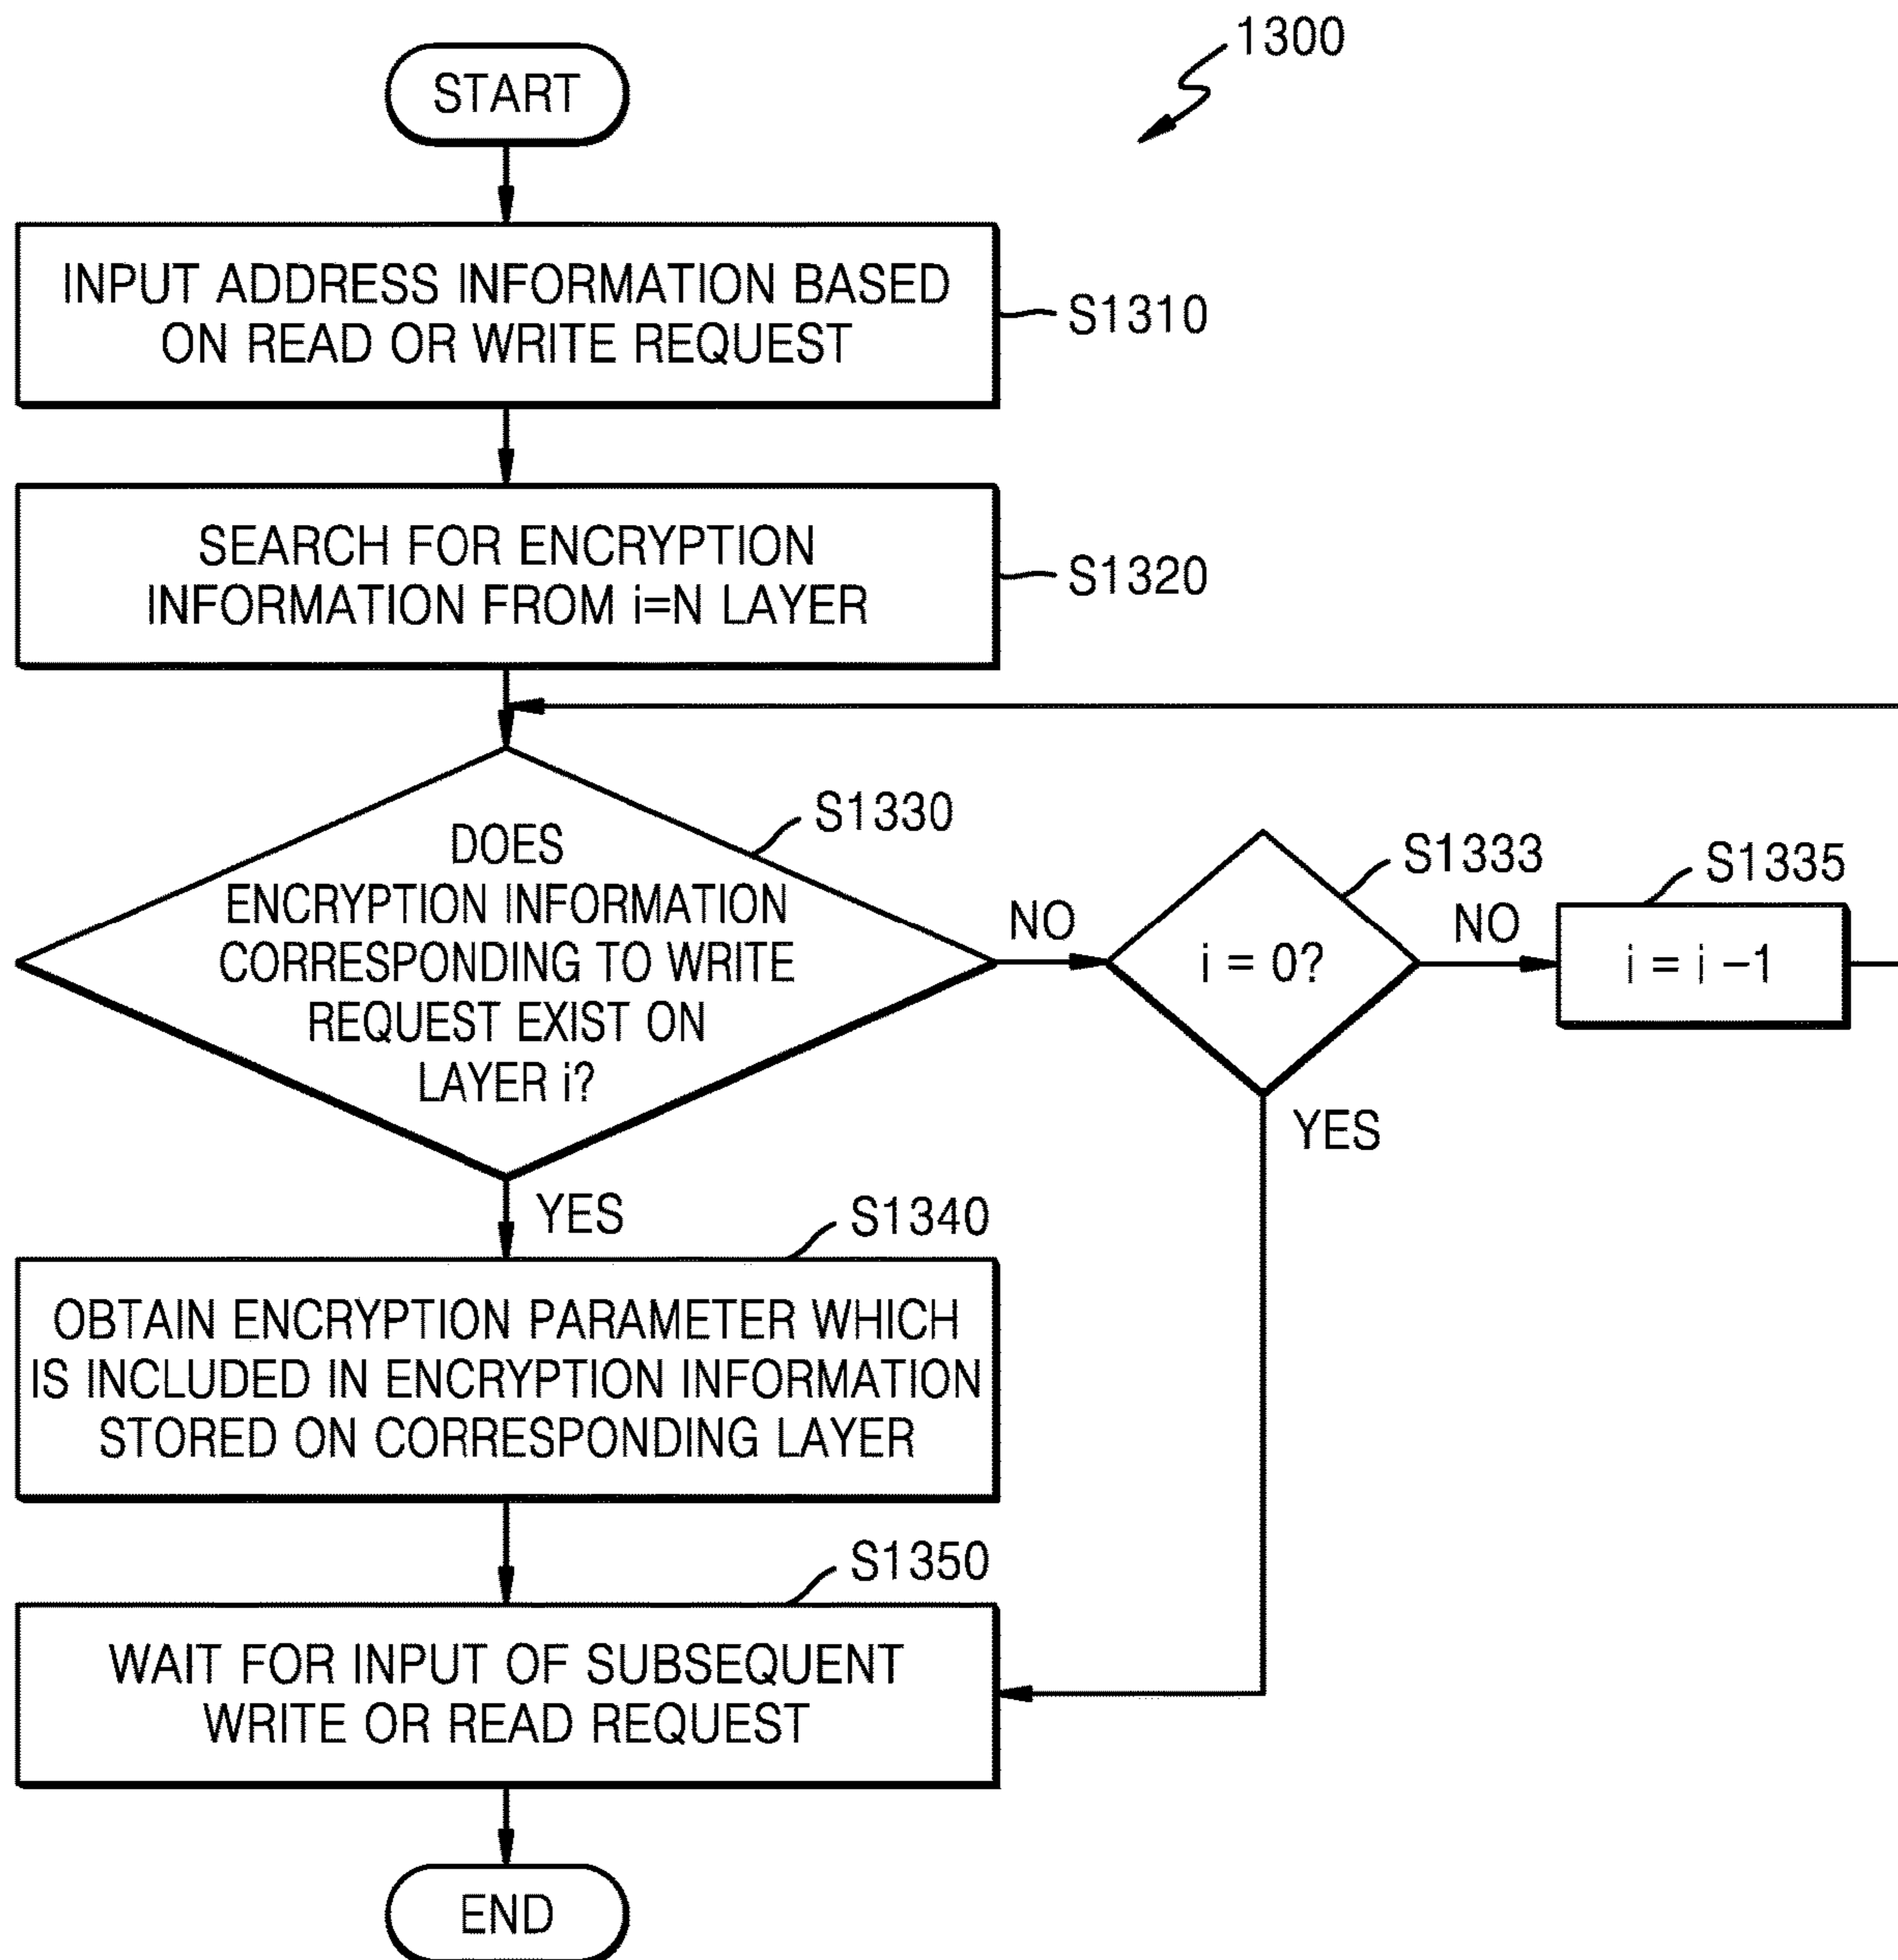 1300
START
INPUT ADDRESS INFORMATION BASED
ON READ OR WRITE REQUEST
S1310
SEARCH FOR ENCRYPTION
INFORMATION FROM i=N LAYER
S1320
S1330
DOES
ENCRYPTION INFORMATION
CORRESPONDING TO WRITE
REQUEST EXIST ON
LAYER i?
NO
S1333
i = 0?
NO
S1335
i = i –1
YES
YES
S1340
OBTAIN ENCRYPTION PARAMETER WHICH
IS INCLUDED IN ENCRYPTION INFORMATION
STORED ON CORRESPONDING LAYER
S1350
WAIT FOR INPUT OF SUBSEQUENT
WRITE OR READ REQUEST
END